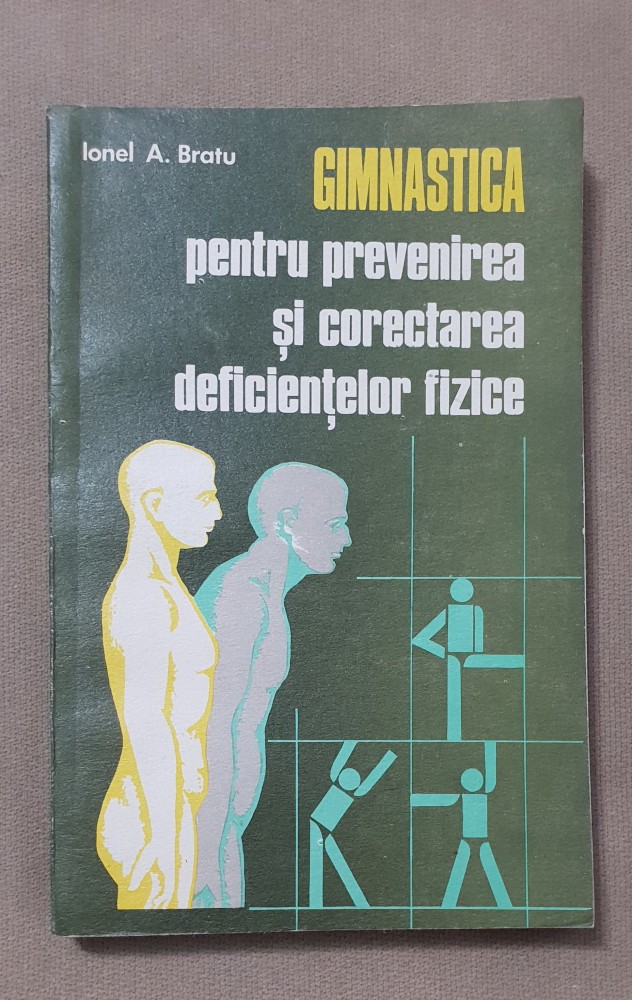 Ionel A. Bratu
GIMNASTICA
pentru prevenirea
și corectarea
deficiențelor fizice